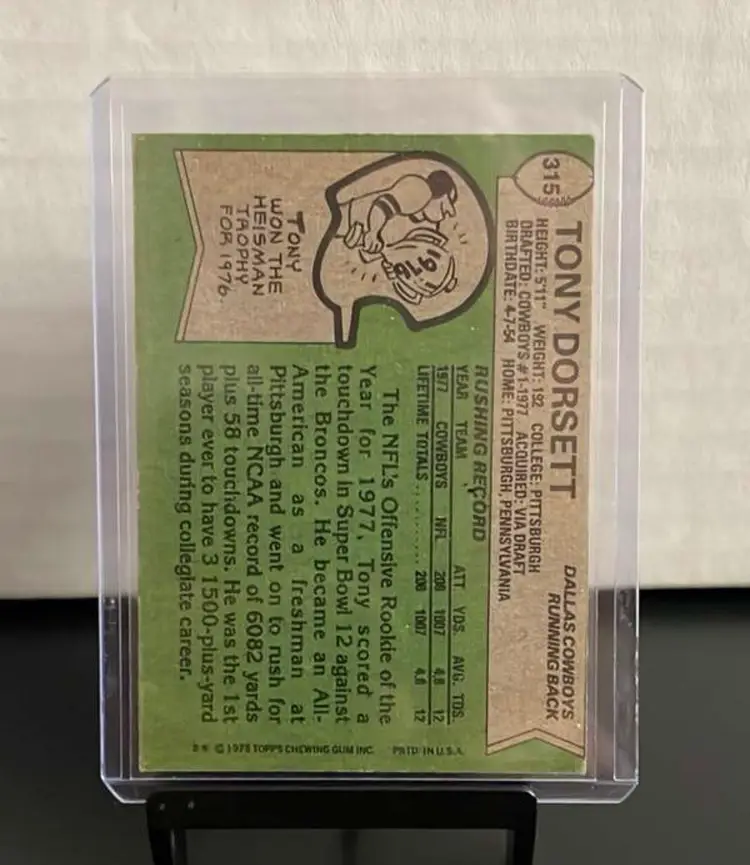 315
TONY DORSETT
DALLAS COWBOYS
RUNNING BACK
HEIGHT: 5'11" WEIGHT: 192 COLLEGE: PITTSBURGH
DRAFTED: COWBOYS #1-1977 ACQUIRED: VIA DRAFT
BIRTHDATE: 4-7-54 HOME: PITTSBURGH, PENNSYLVANIA
RUSHING RECORD
YEAR TEAM ATT YDS. AVG. TDS.
1977 COWBOYS NFL 208 1007 4.8 12
LIFETIME TOTALS.......... 208 1007 4.8 12
1976
TONY
WON THE
HEISMAN
TROPHY
FOR 1976.
The NFL's Offensive Rookie of the
Year for 1977, Tony scored a
touchdown in Super Bowl 12 against
the Broncos. He became an All-
American as a freshman at
Pittsburgh and went on to rush for
all-time NCAA record of 6082 yards
plus 58 touchdowns. He was the 1st
player ever to have 3 1500-plus-yard
seasons during collegiate career.
© 1978 TOPPS CHEWING GUM INC. PRTD. IN U.S.A.